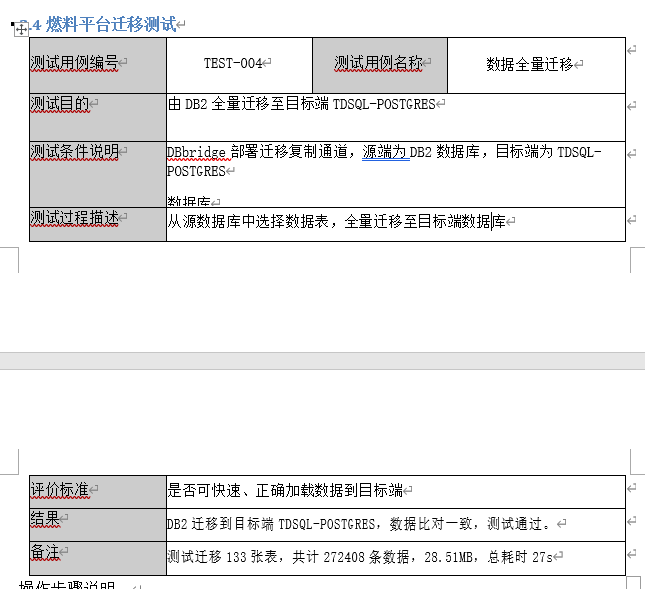 .4 燃料平台迁移测试
测试用例编号 TEST-004 测试用例名称 数据全量迁移
测试目的 由 DB2 全量迁移至目标端 TDSQL-POSTGRES
测试条件说明 DBbridge 部署迁移复制通道，源端为 DB2 数据库，目标端为 TDSQL-
POSTGRES
数据库
测试过程描述 从源数据库中选择数据表，全量迁移至目标端数据库
评价标准 是否可快速、正确加载数据到目标端
结果 DB2 迁移到目标端 TDSQL-POSTGRES，数据比对一致，测试通过。
备注 测试迁移 133 张表，共计 272408 条数据，28.51MB，总耗时 27s
操作步骤说明